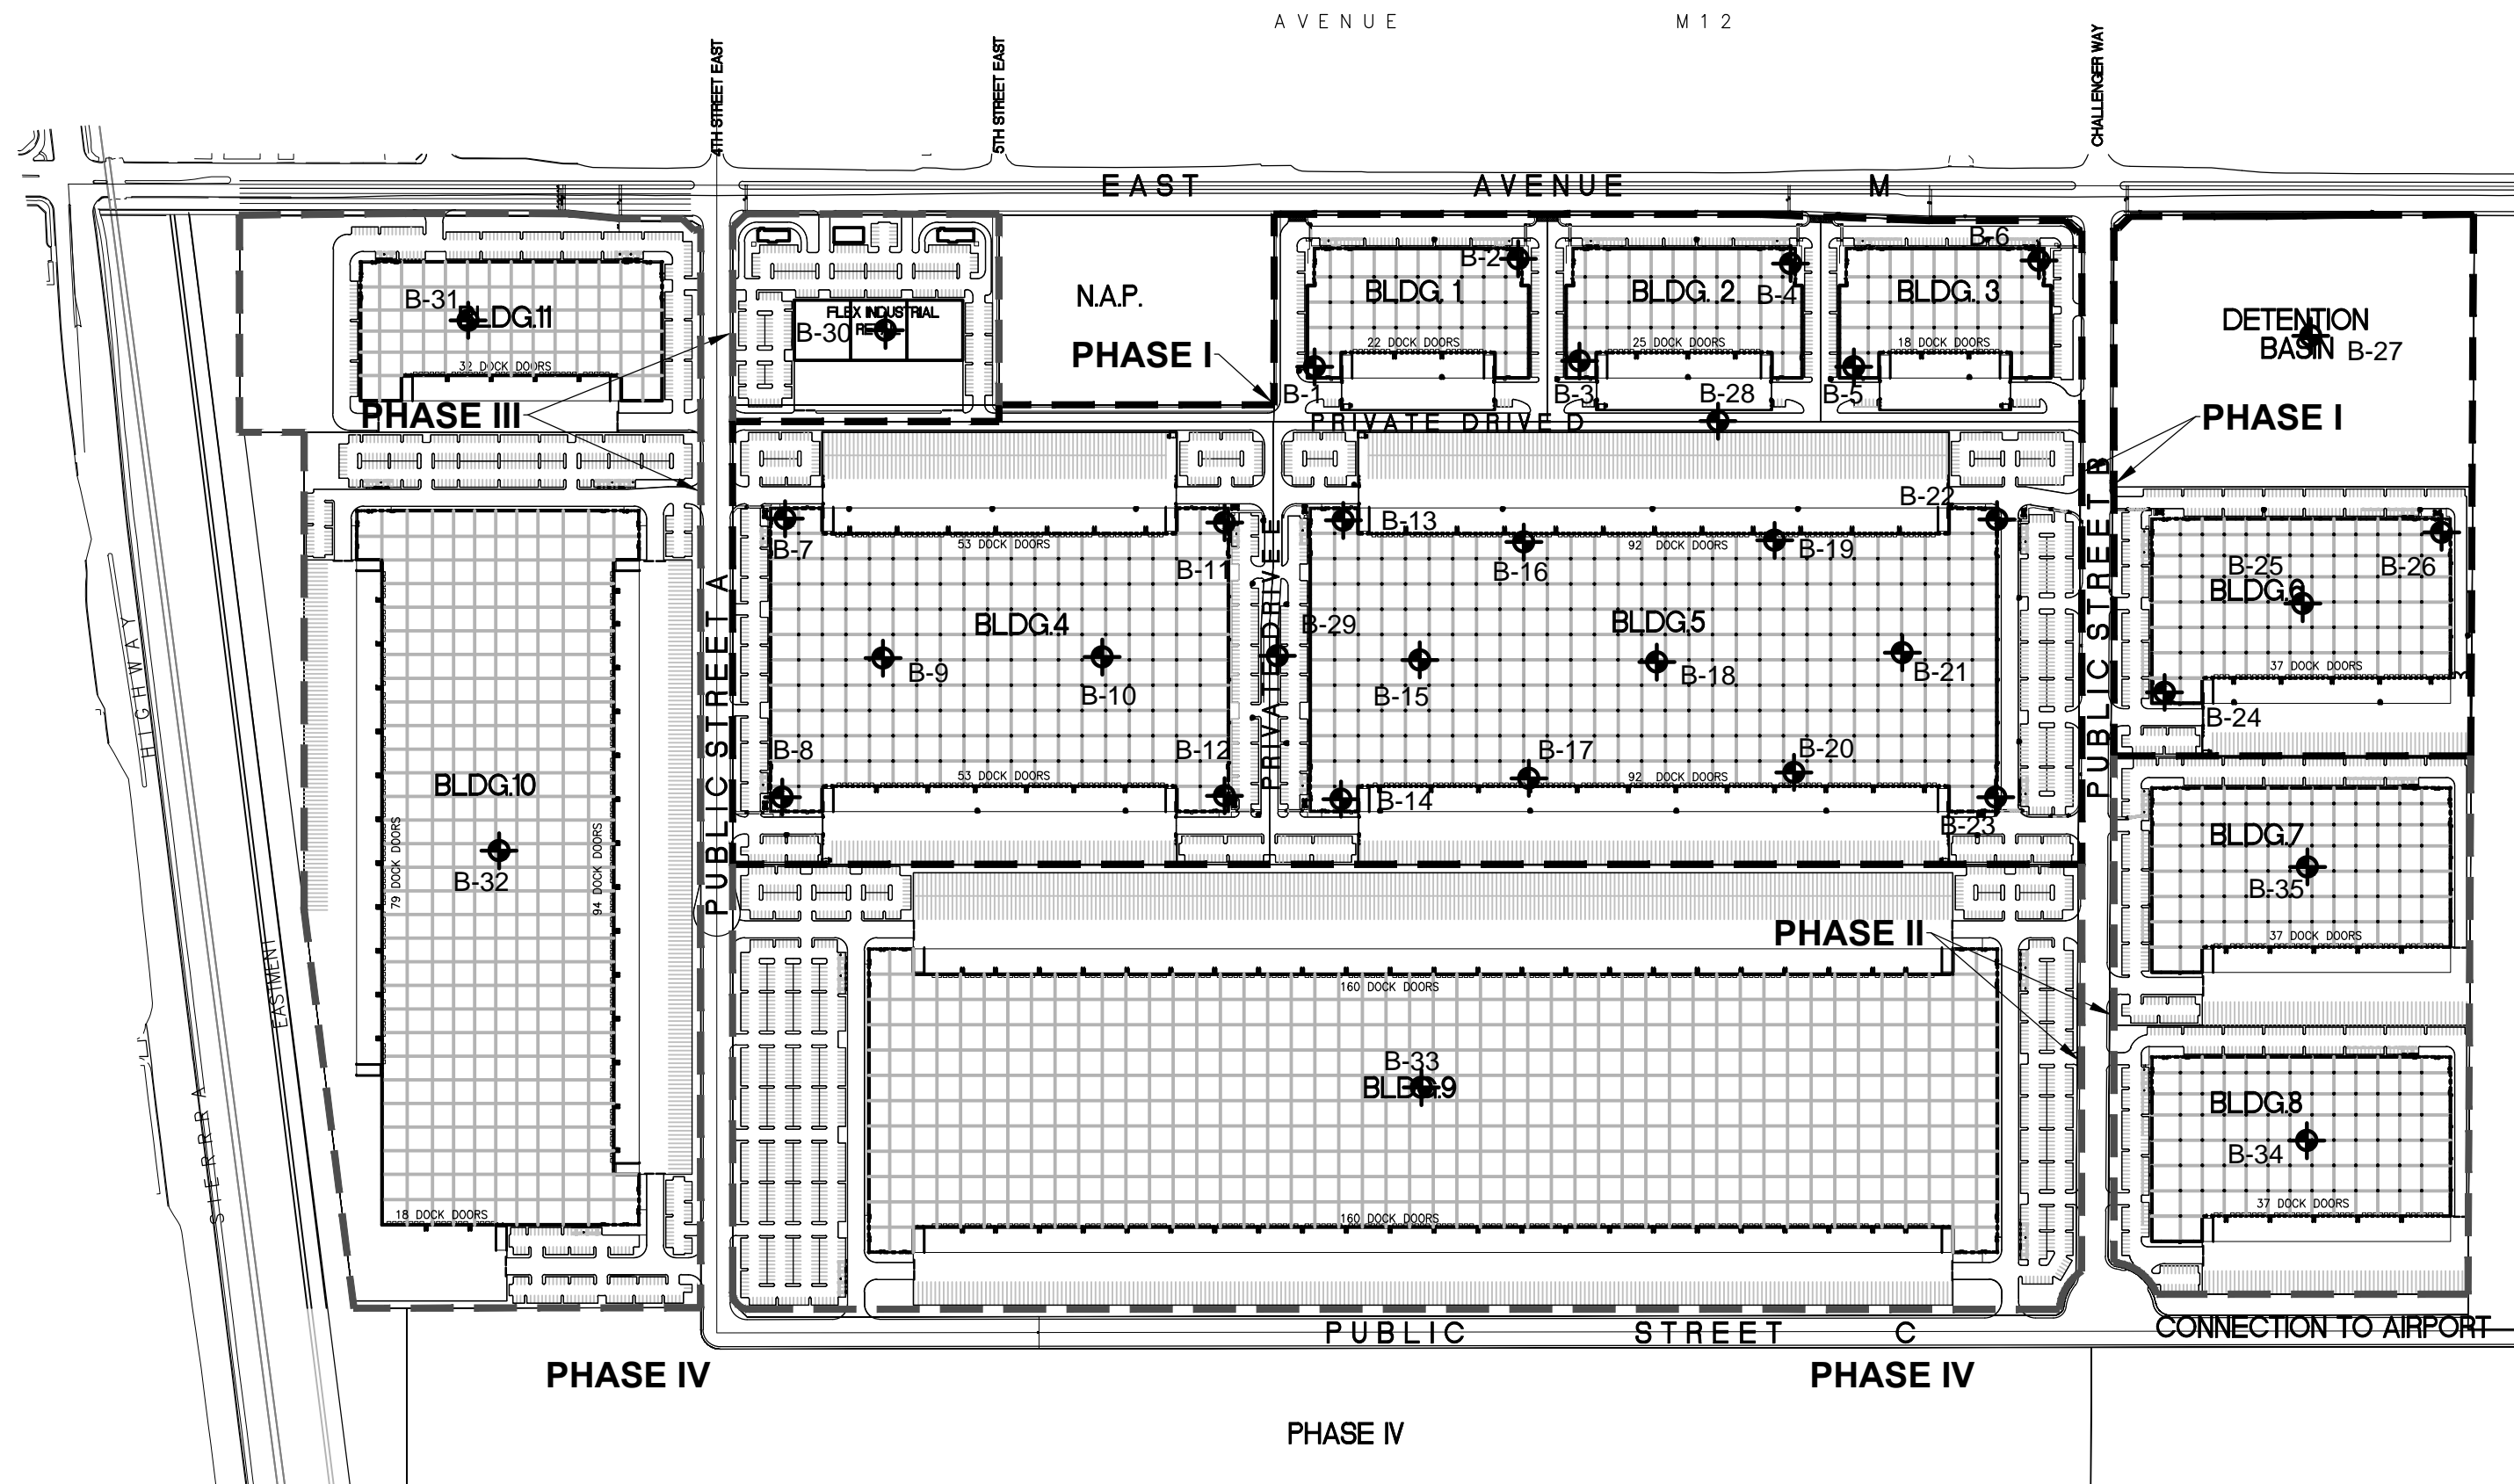 AVENUE M12
4TH STREET EAST
5TH STREET EAST
CHALLENGER WAY
EAST AVENUE M
B-6
B-2
B-4
B-31
BLDG.11
FLEX INDUSTRIAL
B-30
N.A.P.
BLDG. 1
BLDG. 2
BLDG. 3
DETENTION
BASIN
B-27
PHASE I
22 DOCK DOORS
25 DOCK DOORS
18 DOCK DOORS
32 DOCK DOORS
B-1
B-3
B-28
B-5
PHASE III
PRIVATE DRIVE D
PHASE I
B-22
B-7
53 DOCK DOORS
B-11
B-13
B-16
92 DOCK DOORS
B-19
B-25
B-26
BLDG.6
BLDG.4
B-29
BLDG.5
PUBLIC STREET A
PRIVATE DRIVE E
PUBLIC STREET B
HIGHWAY
B-9
B-10
B-15
B-18
B-21
37 DOCK DOORS
B-24
B-8
B-12
B-17
B-20
BLDG.10
53 DOCK DOORS
92 DOCK DOORS
B-14
B-23
BLDG.7
79 DOCK DOORS
94 DOCK DOORS
B-32
B-35
PHASE II
37 DOCK DOORS
EASTMENT
160 DOCK DOORS
B-33
BLDG.9
SIERRA
BLDG.8
B-34
37 DOCK DOORS
18 DOCK DOORS
160 DOCK DOORS
PUBLIC STREET C
CONNECTION TO AIRPORT
PHASE IV
PHASE IV
PHASE IV